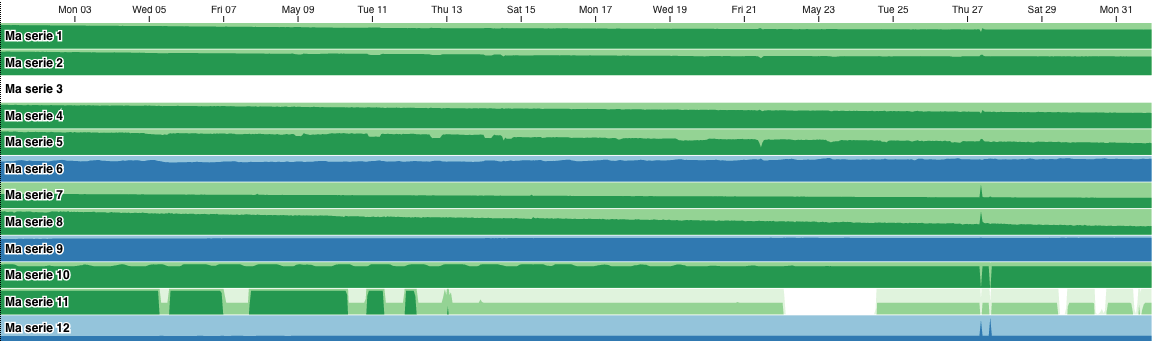 Mon 03 Wed 05 Fri 07 May 09 Tue 11 Thu 13 Sat 15 Mon 17 Wed 19 Fri 21 May 23 Tue 25 Thu 27 Sat 29 Mon 31
Ma serie 1
Ma serie 2
Ma serie 3
Ma serie 4
Ma serie 5
Ma serie 6
Ma serie 7
Ma serie 8
Ma serie 9
Ma serie 10
Ma serie 11
Ma serie 12